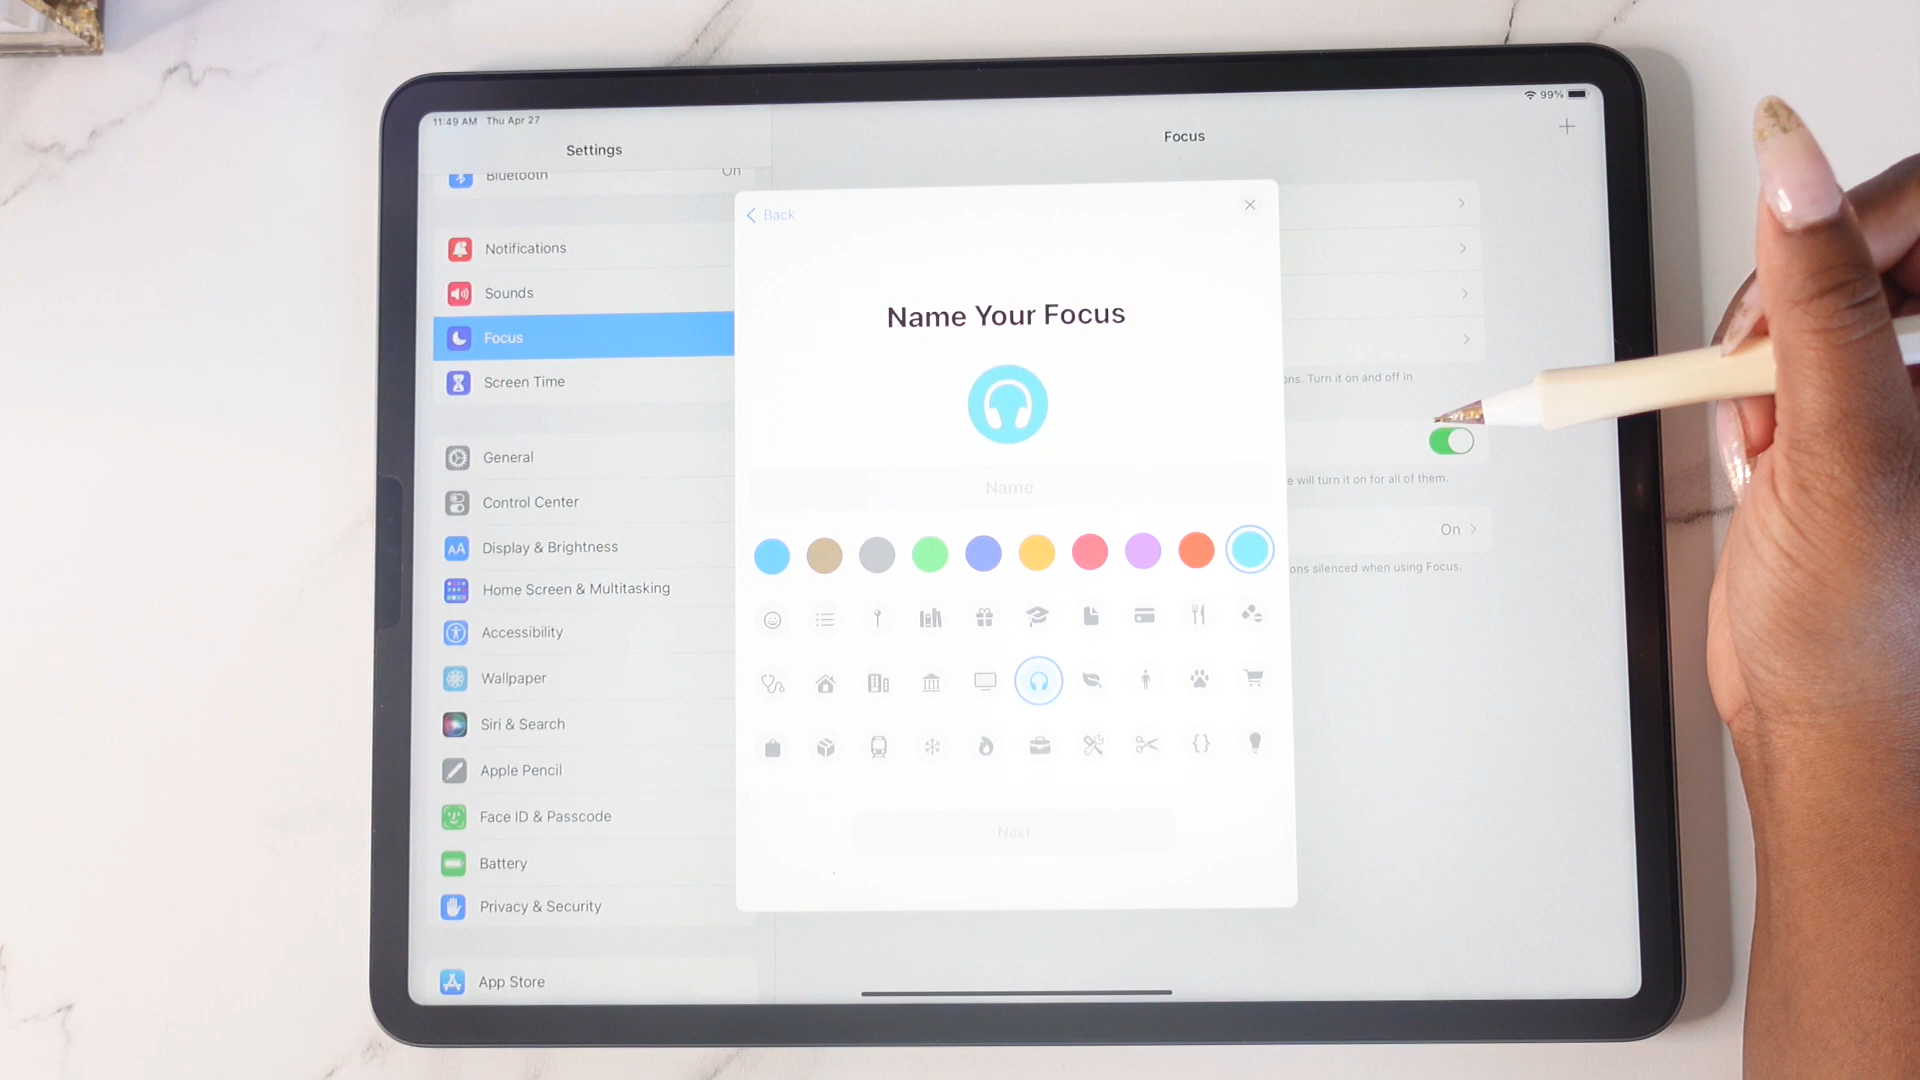 11:49 AM Thu Apr 27
99%
Settings
Focus
Bluetooth
On
Notifications
Sounds
Focus
Screen Time
General
Control Center
AA
Display & Brightness
Home Screen & Multitasking
Accessibility
Wallpaper
Siri & Search
Apple Pencil
Face ID & Passcode
Battery
Privacy & Security
App Store
Back
Name Your Focus
Name
{}
Next
ons. Turn it on and off in
e will turn it on for all of them.
On
ons silenced when using Focus.